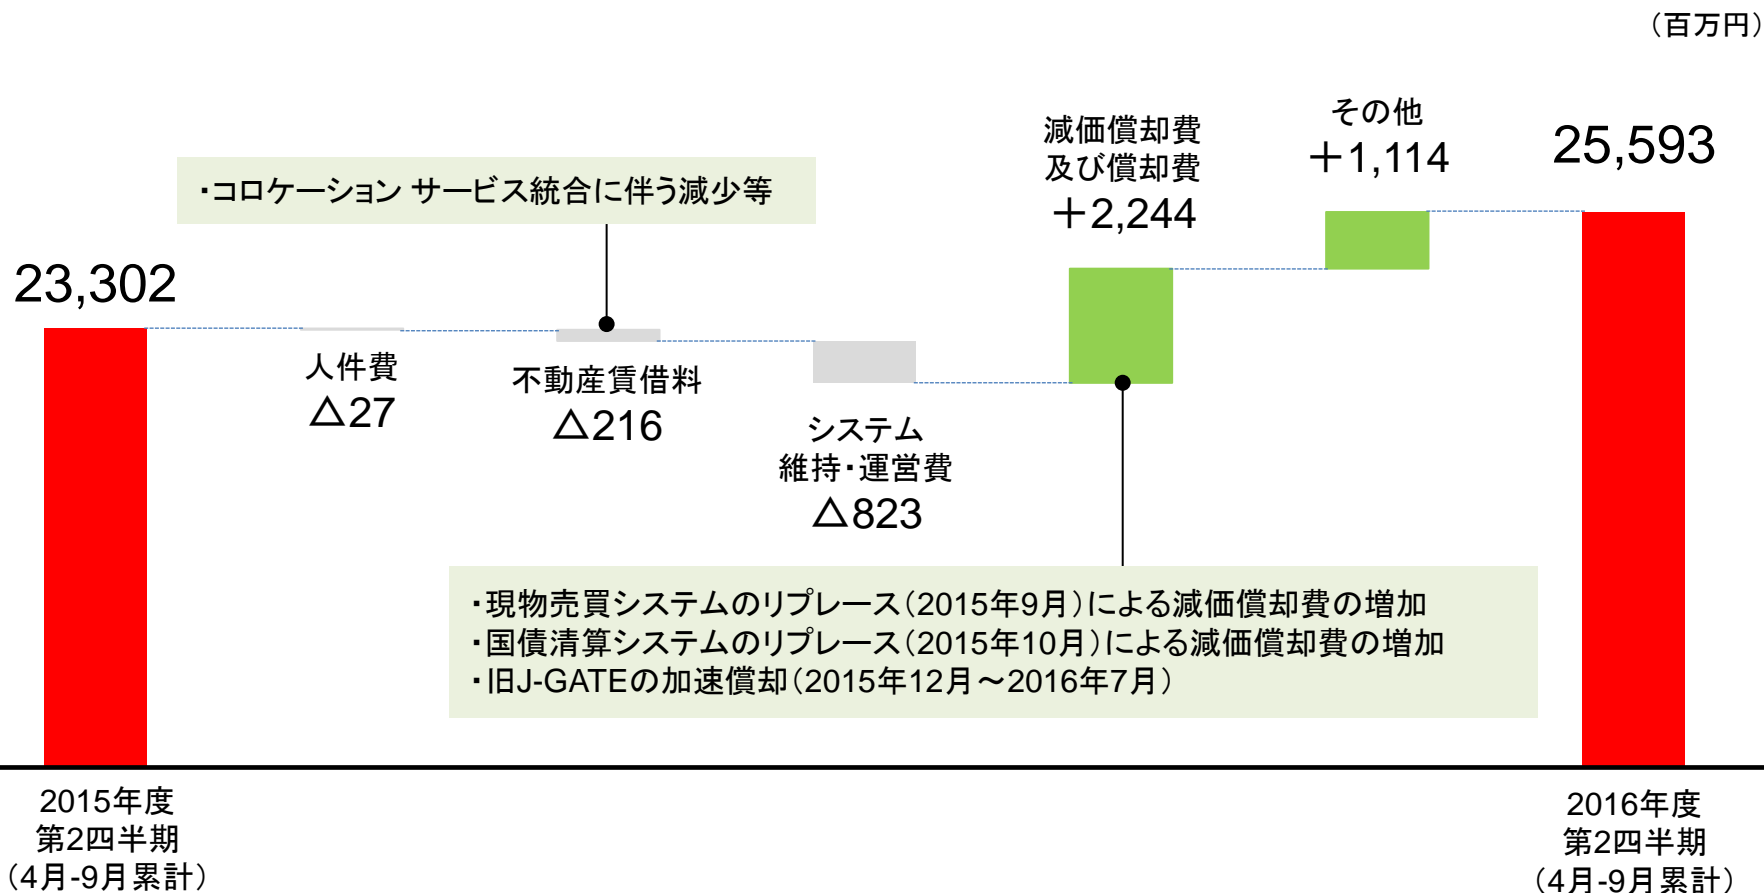 （百万円）
・コロケーション サービス統合に伴う減少等
23,302
人件費
△27
不動産賃借料
△216
システム
維持・運営費
△823
減価償却費
及び償却費
＋2,244
その他
＋1,114
25,593
・現物売買システムのリプレース（2015年9月）による減価償却費の増加
・国債清算システムのリプレース（2015年10月）による減価償却費の増加
・旧J-GATEの加速償却（2015年12月～2016年7月）
2015年度
第2四半期
（4月-9月累計）
2016年度
第2四半期
（4月-9月累計）